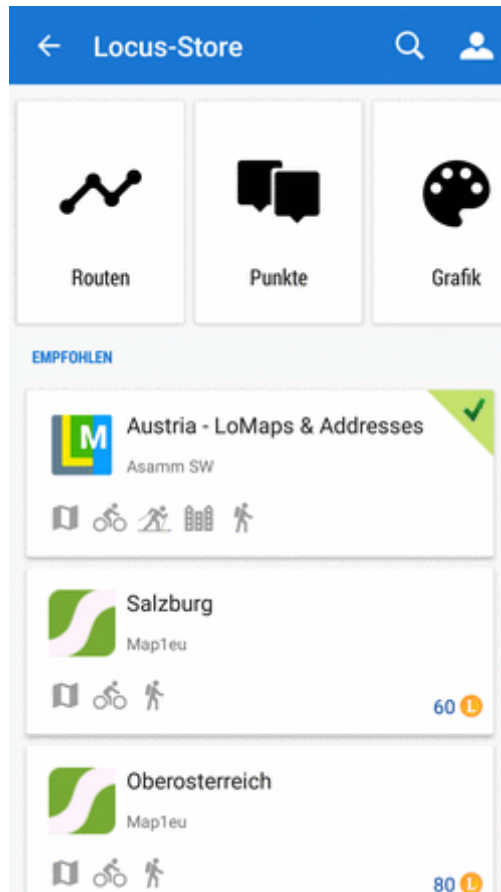 Locus-Store
Routen
Punkte
Grafik
EMPFOHLEN
M
Austria - LoMaps & Addresses
Asamm SW
Salzburg
Map1eu
60 L
Oberosterreich
Map1eu
80 L